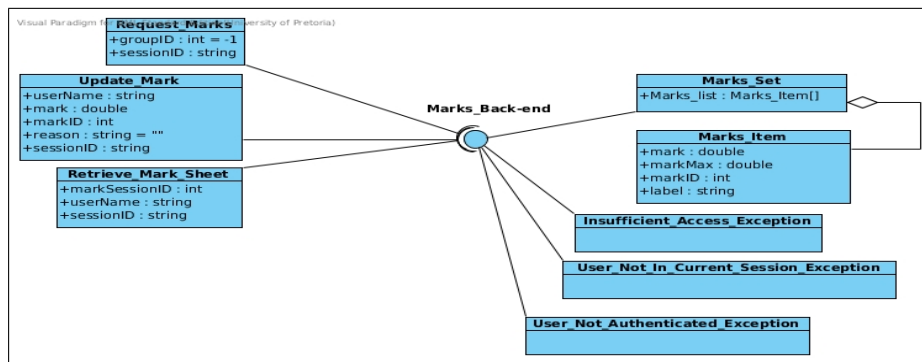 Visual Paradigm for
iversity of Pretoria)
Request_Marks
+groupID : int = -1
+sessionID : string
Update_Mark
+userName : string
+mark : double
+markID : int
+reason : string = ""
+sessionID : string
Retrieve_Mark_Sheet
+markSessionID : int
+userName : string
+sessionID : string
Marks_Back-end
Marks_Set
+Marks_list : Marks_Item[]
Marks_Item
+mark : double
+markMax : double
+markID : int
+label : string
Insufficient_Access_Exception
User_Not_In_Current_Session_Exception
User_Not_Authenticated_Exception